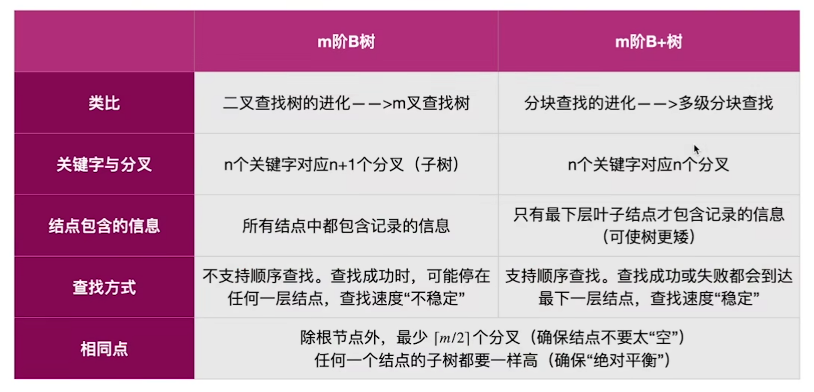 m阶B树
m阶B+树
类比
二叉查找树的进化——>m叉查找树
分块查找的进化——>多级分块查找
关键字与分叉
n个关键字对应n+1个分叉（子树）
n个关键字对应n个分叉
结点包含的信息
所有结点中都包含记录的信息
只有最下层叶子结点才包含记录的信息
（可使树更矮）
查找方式
不支持顺序查找。查找成功时，可能停在
任何一层结点，查找速度“不稳定”
支持顺序查找。查找成功或失败都会到达
最下一层结点，查找速度“稳定”
相同点
除根节点外，最少 ⌈m/2⌉个分叉（确保结点不要太“空”）
任何一个结点的子树都要一样高（确保“绝对平衡”）